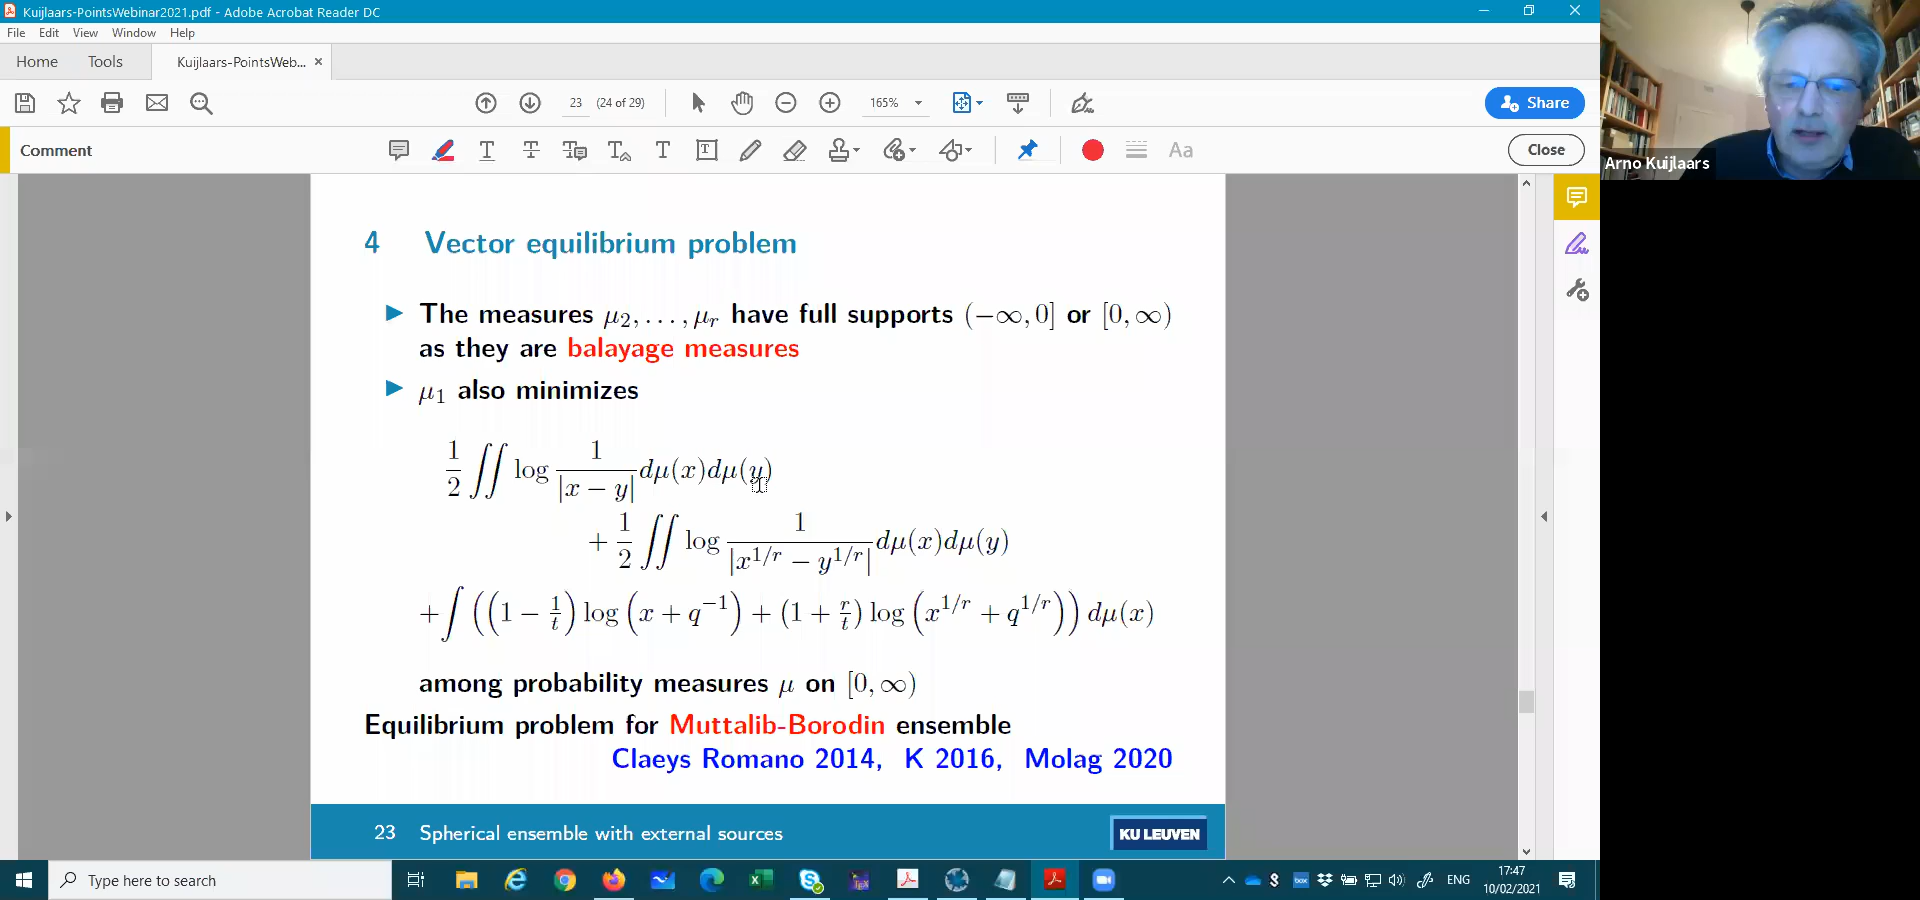 Kuijlaars-PointsWebinar2021.pdf - Adobe Acrobat Reader DC
File Edit View Window Help
Home Tools Kuijlaars-PointsWeb... ×
23 (24 of 29) 165% Share
Comment Aa Close
Arno Kuijlaars
4 Vector equilibrium problem
The measures μ₂, . . . , μᵣ have full supports (−∞, 0] or [0, ∞)
as they are balayage measures
μ₁ also minimizes
1/2 ∬ log 1/|x − y| dμ(x)dμ(y)
+ 1/2 ∬ log 1/|x^{1/r} − y^{1/r}| dμ(x)dμ(y)
+ ∫ ((1 − 1/t) log (x + q^{−1}) + (1 + r/t) log (x^{1/r} + q^{1/r})) dμ(x)
among probability measures μ on [0, ∞)
Equilibrium problem for Muttalib-Borodin ensemble
Claeys Romano 2014, K 2016, Molag 2020
23 Spherical ensemble with external sources KU LEUVEN
Type here to search ENG 17:47
10/02/2021